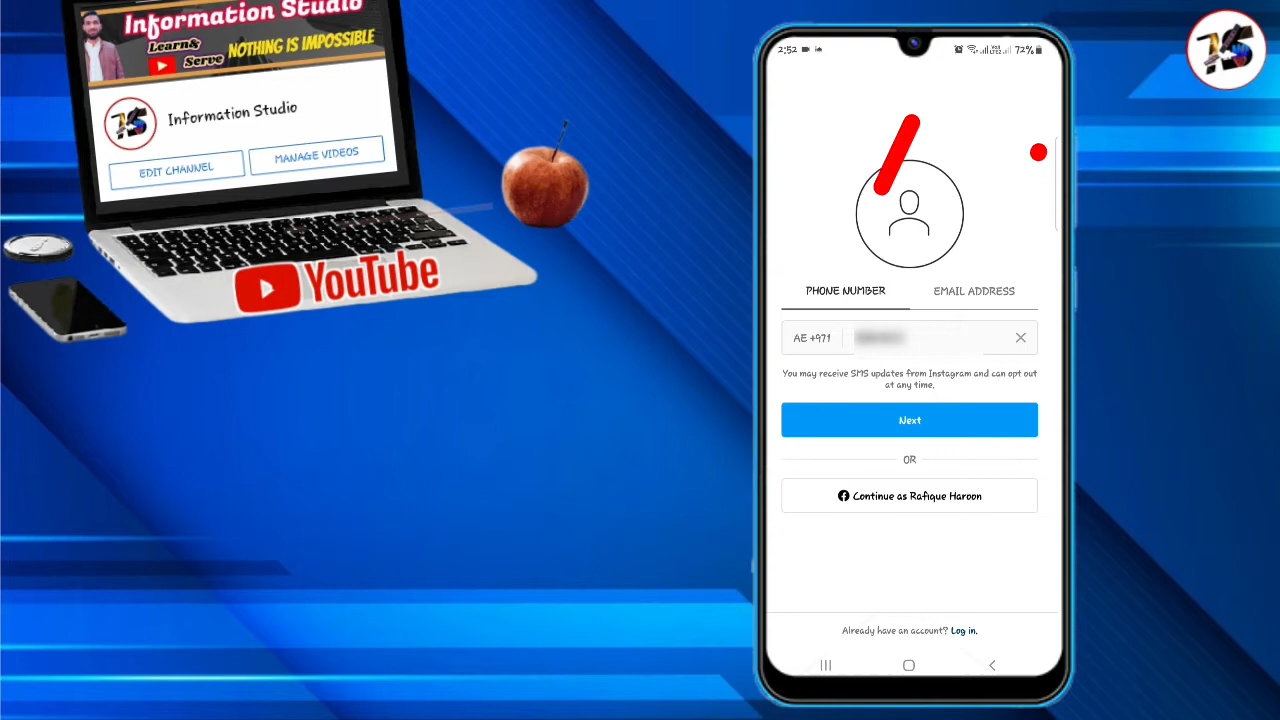 Information Studio
Learn&
Serve
NOTHING IS IMPOSSIBLE
Information Studio
EDIT CHANNEL
MANAGE VIDEOS
YouTube
2:52
72%
PHONE NUMBER
EMAIL ADDRESS
AE +971
You may receive SMS updates from Instagram and can opt out
at any time.
Next
OR
Continue as Rafique Haroon
Already have an account? Log in.